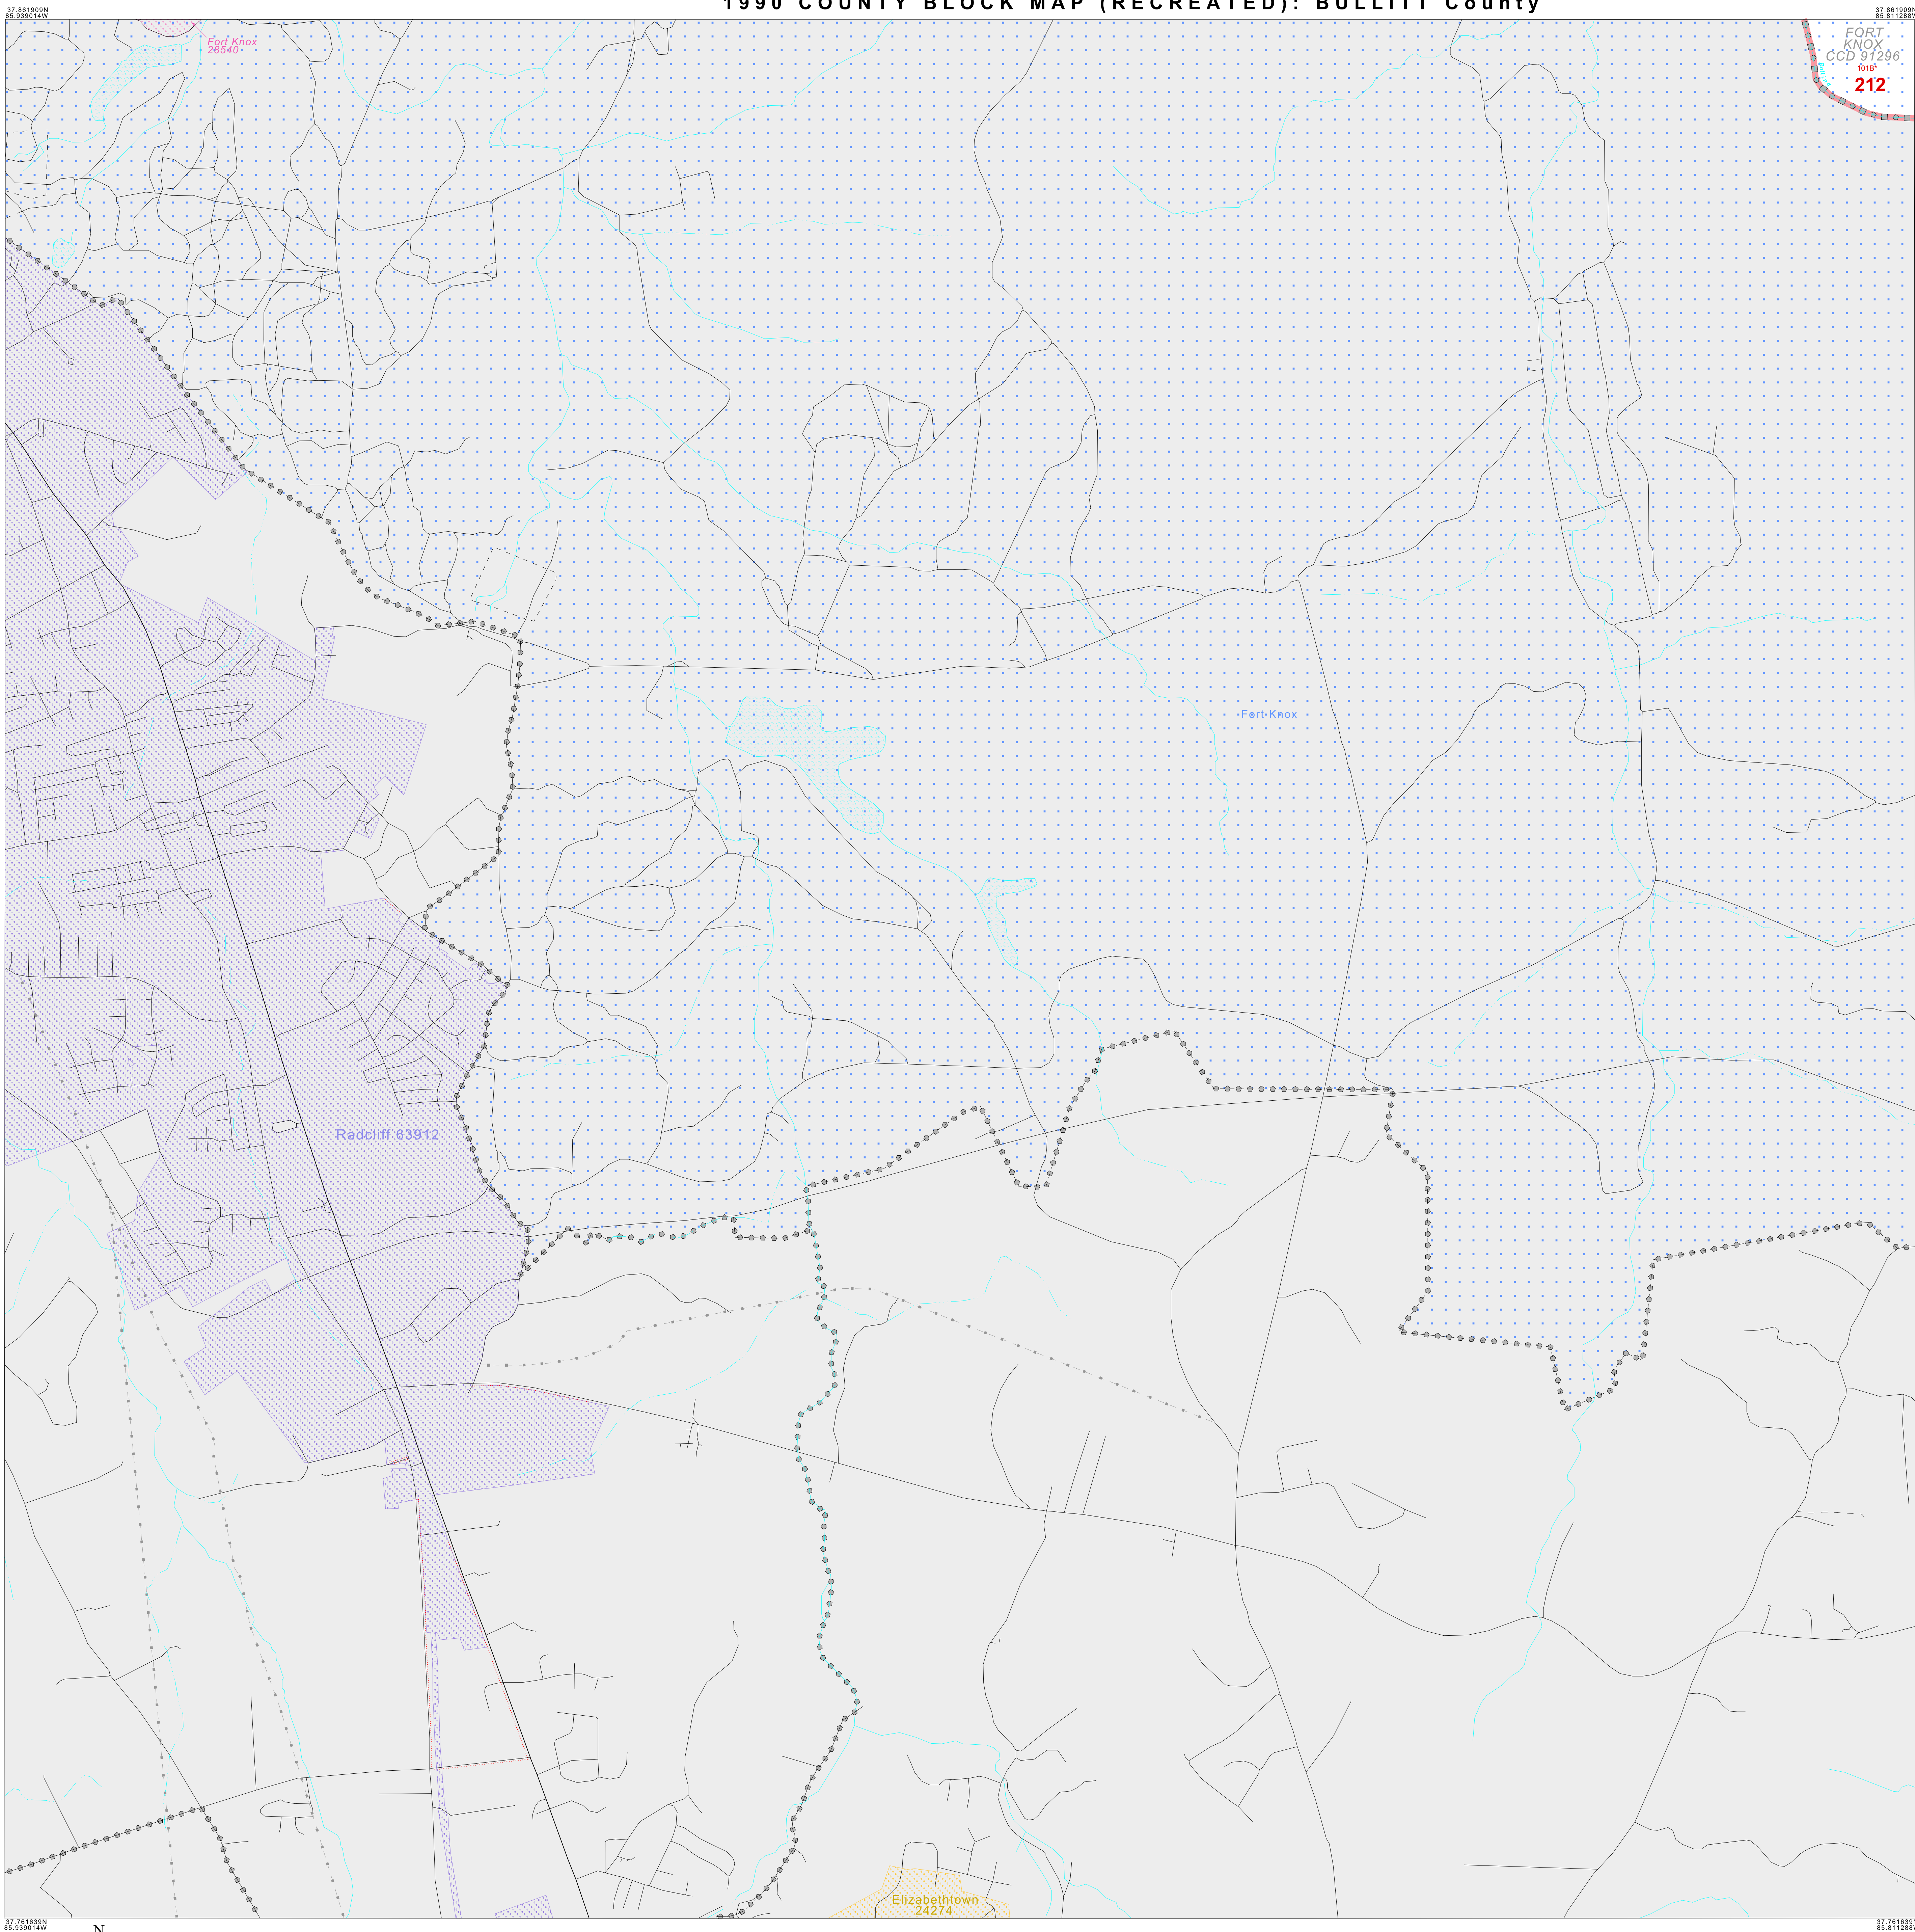 1990 COUNTY BLOCK MAP (RECREATED): BULLITT County
37.861909N
85.939014W
37.861909N
85.811288W
Fort Knox
28540
FORT
KNOX
CCD 91296
101B
212
Fort Knox
Radcliff 63912
Elizabethtown
24274
37.761639N
85.939014W
N
37.761639N
85.811288W